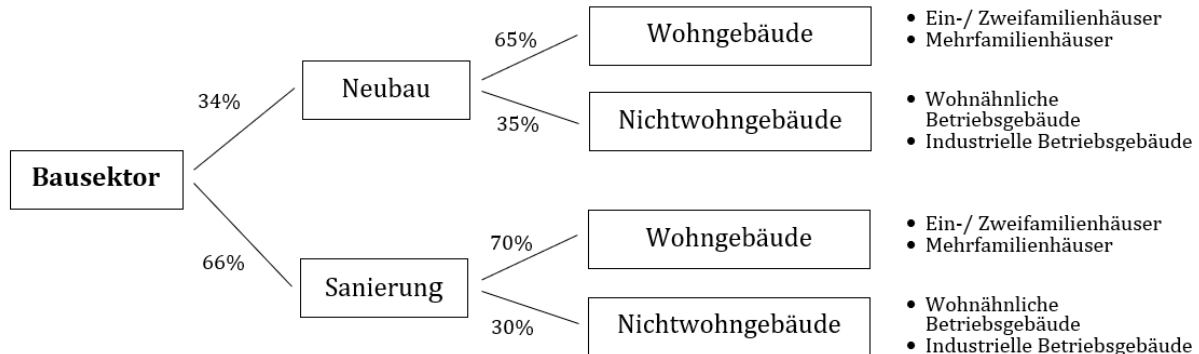 Bausektor
34%
66%
Neubau
65%
35%
Wohngebäude
• Ein-/ Zweifamilienhäuser
• Mehrfamilienhäuser
Nichtwohngebäude
• Wohnähnliche
Betriebsgebäude
• Industrielle Betriebsgebäude
Sanierung
70%
30%
Wohngebäude
• Ein-/ Zweifamilienhäuser
• Mehrfamilienhäuser
Nichtwohngebäude
• Wohnähnliche
Betriebsgebäude
• Industrielle Betriebsgebäude